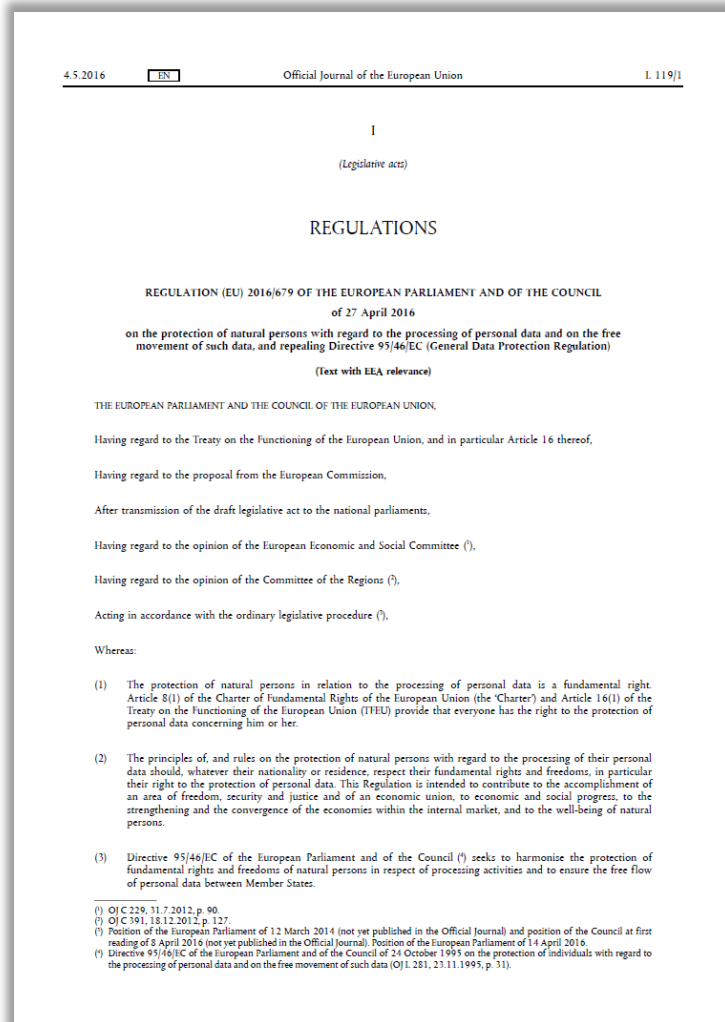 4.5.2016 EN Official Journal of the European Union L 119/1
I
(Legislative acts)
REGULATIONS
REGULATION (EU) 2016/679 OF THE EUROPEAN PARLIAMENT AND OF THE COUNCIL
of 27 April 2016
on the protection of natural persons with regard to the processing of personal data and on the free
movement of such data, and repealing Directive 95/46/EC (General Data Protection Regulation)
(Text with EEA relevance)
THE EUROPEAN PARLIAMENT AND THE COUNCIL OF THE EUROPEAN UNION,
Having regard to the Treaty on the Functioning of the European Union, and in particular Article 16 thereof,
Having regard to the proposal from the European Commission,
After transmission of the draft legislative act to the national parliaments,
Having regard to the opinion of the European Economic and Social Committee (¹),
Having regard to the opinion of the Committee of the Regions (²),
Acting in accordance with the ordinary legislative procedure (³),
Whereas:
(1) The protection of natural persons in relation to the processing of personal data is a fundamental right.
Article 8(1) of the Charter of Fundamental Rights of the European Union (the ‘Charter’) and Article 16(1) of the
Treaty on the Functioning of the European Union (TFEU) provide that everyone has the right to the protection of
personal data concerning him or her.
(2) The principles of, and rules on the protection of natural persons with regard to the processing of their personal
data should, whatever their nationality or residence, respect their fundamental rights and freedoms, in particular
their right to the protection of personal data. This Regulation is intended to contribute to the accomplishment of
an area of freedom, security and justice and of an economic union, to economic and social progress, to the
strengthening and the convergence of the economies within the internal market, and to the well-being of natural
persons.
(3) Directive 95/46/EC of the European Parliament and of the Council (⁴) seeks to harmonise the protection of
fundamental rights and freedoms of natural persons in respect of processing activities and to ensure the free flow
of personal data between Member States.
(¹) OJ C 229, 31.7.2012, p. 90.
(²) OJ C 391, 18.12.2012, p. 127.
(³) Position of the European Parliament of 12 March 2014 (not yet published in the Official Journal) and position of the Council at first
reading of 8 April 2016 (not yet published in the Official Journal). Position of the European Parliament of 14 April 2016.
(⁴) Directive 95/46/EC of the European Parliament and of the Council of 24 October 1995 on the protection of individuals with regard to
the processing of personal data and on the free movement of such data (OJ L 281, 23.11.1995, p. 31).